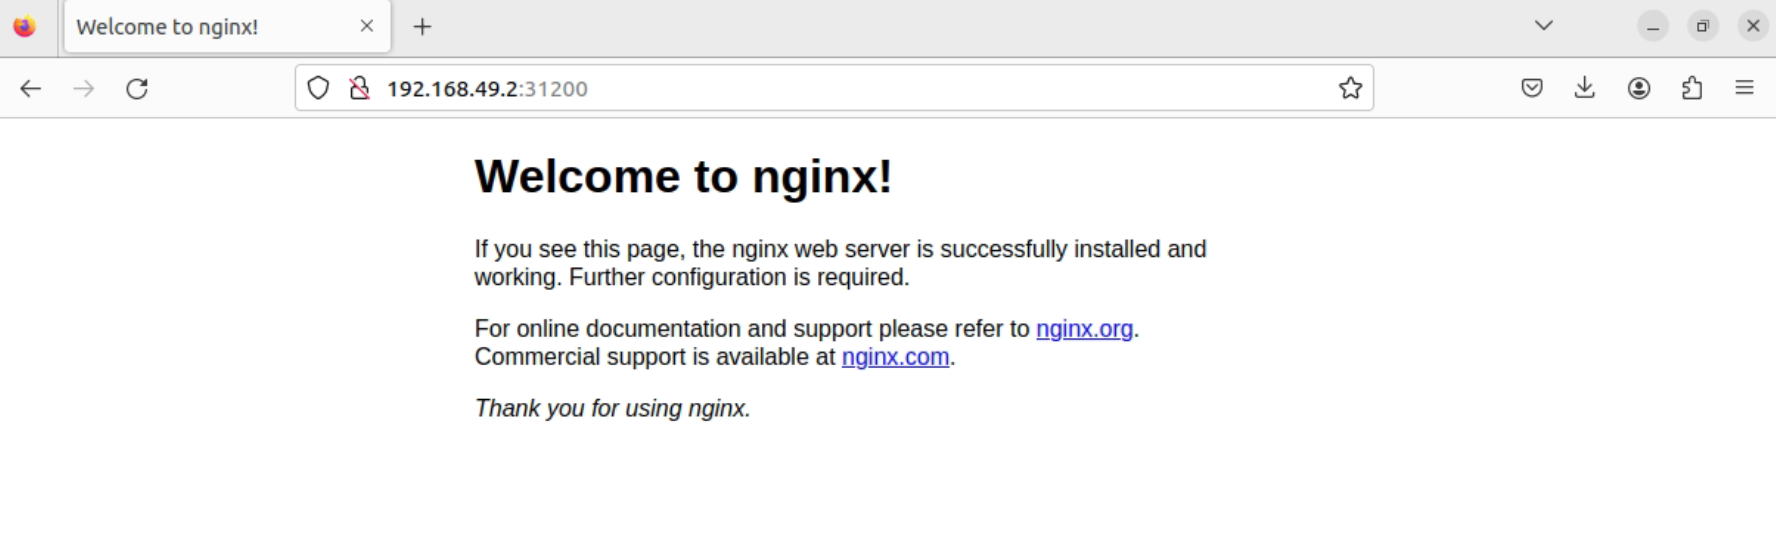 Welcome to nginx!
192.168.49.2:31200
Welcome to nginx!
If you see this page, the nginx web server is successfully installed and
working. Further configuration is required.
For online documentation and support please refer to nginx.org.
Commercial support is available at nginx.com.
Thank you for using nginx.